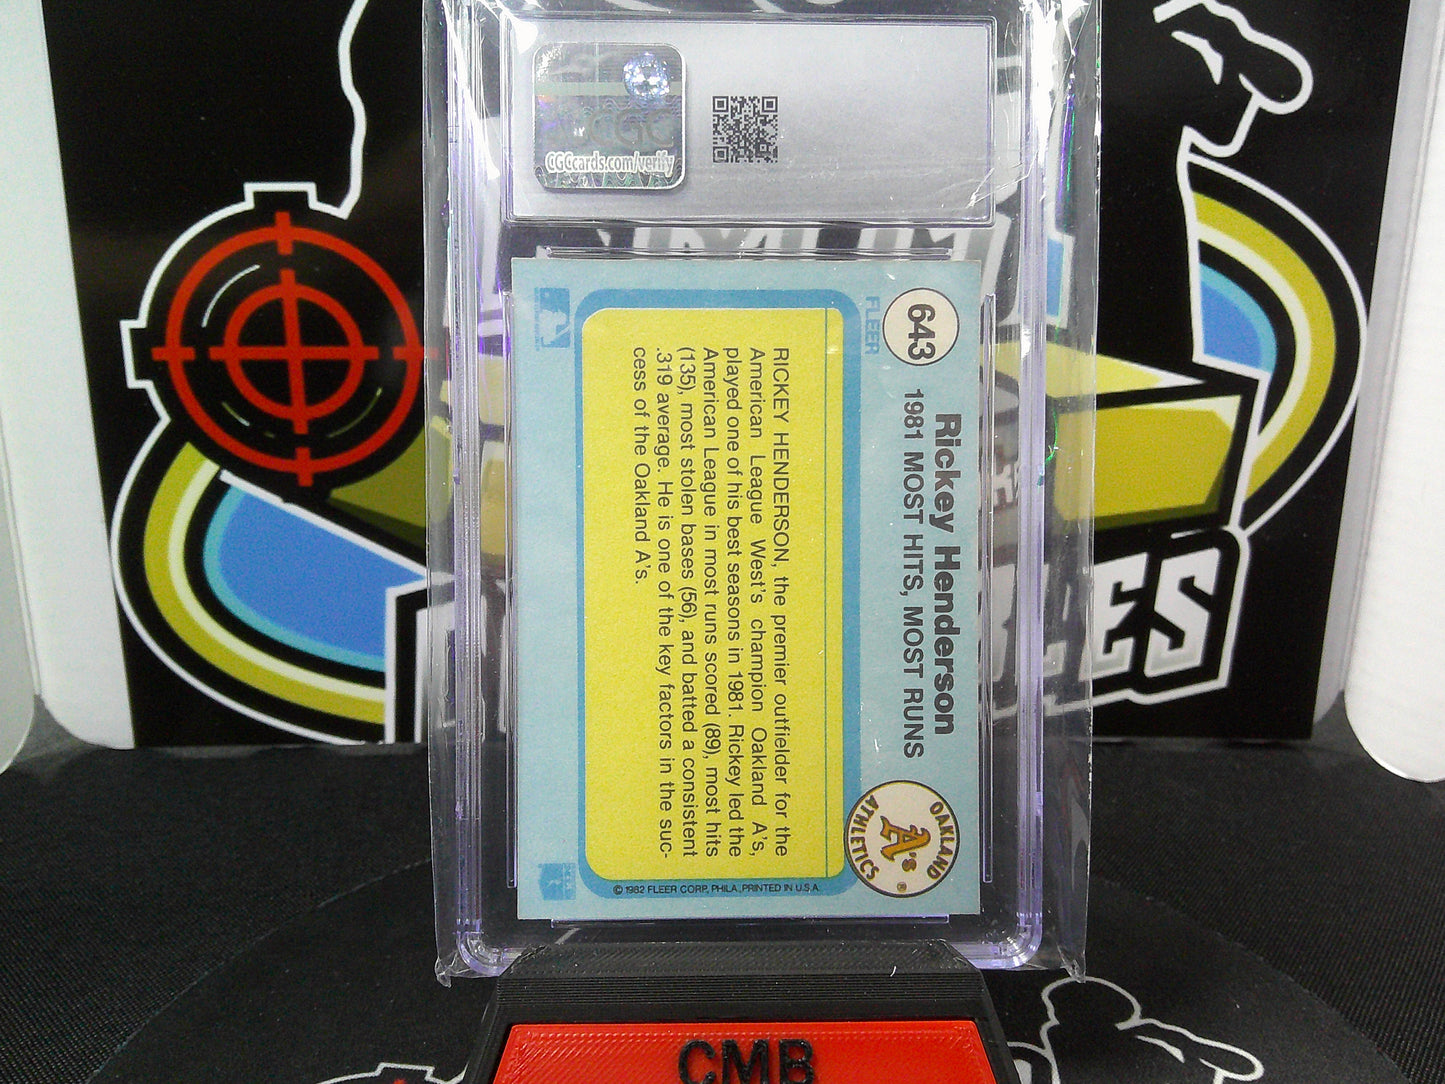 CGC
CGCcards.com/verify
643
Rickey Henderson
1981 MOST HITS, MOST RUNS
FLEER
OAKLAND
A's
ATHLETICS
®
RICKEY HENDERSON, the premier outfielder for the
American League West's champion Oakland A's,
played one of his best seasons in 1981. Rickey led the
American League in most runs scored (89), most hits
(135), most stolen bases (56), and batted a consistent
.319 average. He is one of the key factors in the suc-
cess of the Oakland A's.
© 1982 FLEER CORP., PHILA., PRINTED IN U.S.A.
CMB